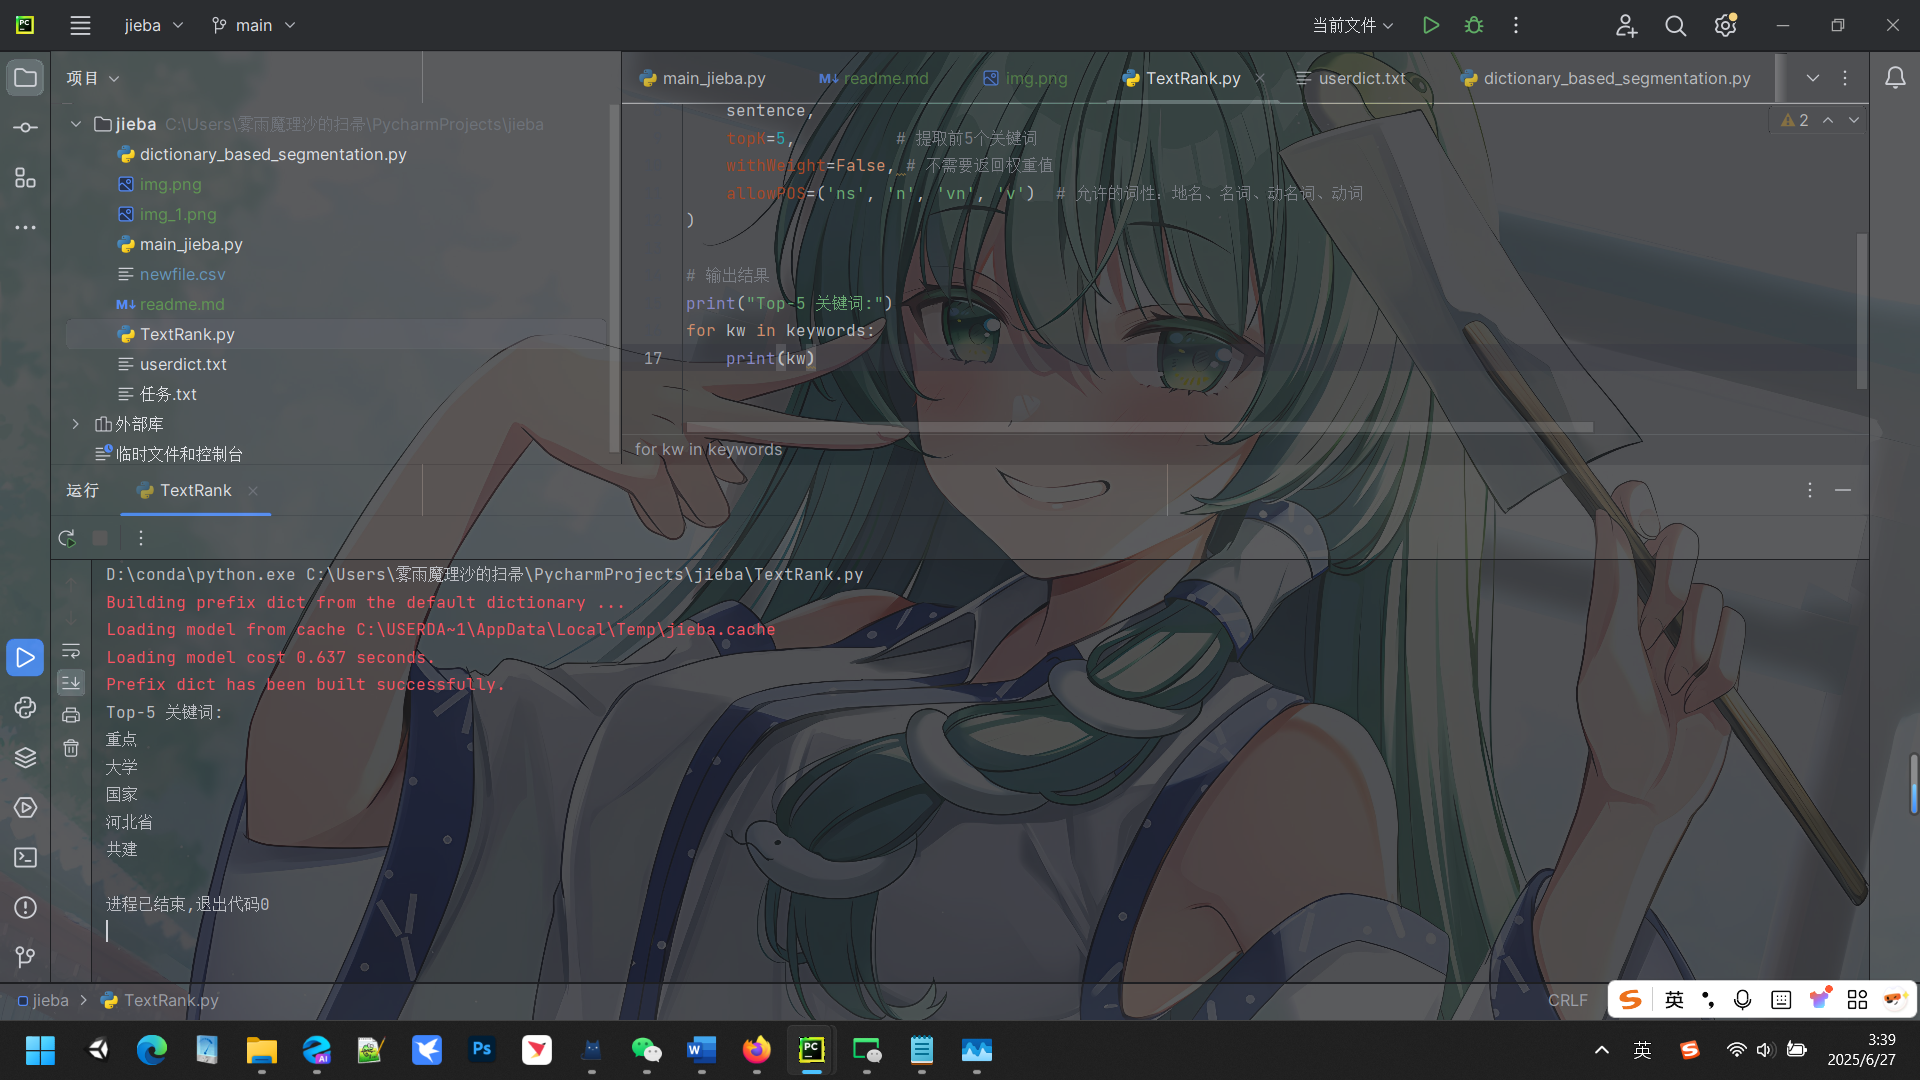 jieba
main
当前文件
项目
main_jieba.py
readme.md
img.png
TextRank.py
userdict.txt
dictionary_based_segmentation.py
jieba C:\Users\雾雨魔理沙的扫帚\PycharmProjects\jieba
dictionary_based_segmentation.py
img.png
img_1.png
main_jieba.py
newfile.csv
readme.md
TextRank.py
userdict.txt
任务.txt
外部库
临时文件和控制台
2
sentence,
topK=5, # 提取前5个关键词
withWeight=False, # 不需要返回权重值
allowPOS=('ns', 'n', 'vn', 'v') # 允许的词性：地名、名词、动名词、动词
)
# 输出结果
print("Top-5 关键词:")
for kw in keywords:
17 print(kw)
for kw in keywords
运行 TextRank
D:\conda\python.exe C:\Users\雾雨魔理沙的扫帚\PycharmProjects\jieba\TextRank.py
Building prefix dict from the default dictionary ...
Loading model from cache C:\USERDA~1\AppData\Local\Temp\jieba.cache
Loading model cost 0.637 seconds.
Prefix dict has been built successfully.
Top-5 关键词:
重点
大学
国家
河北省
共建
进程已结束,退出代码0
jieba
TextRank.py
CRLF
英
英
3:39
2025/6/27